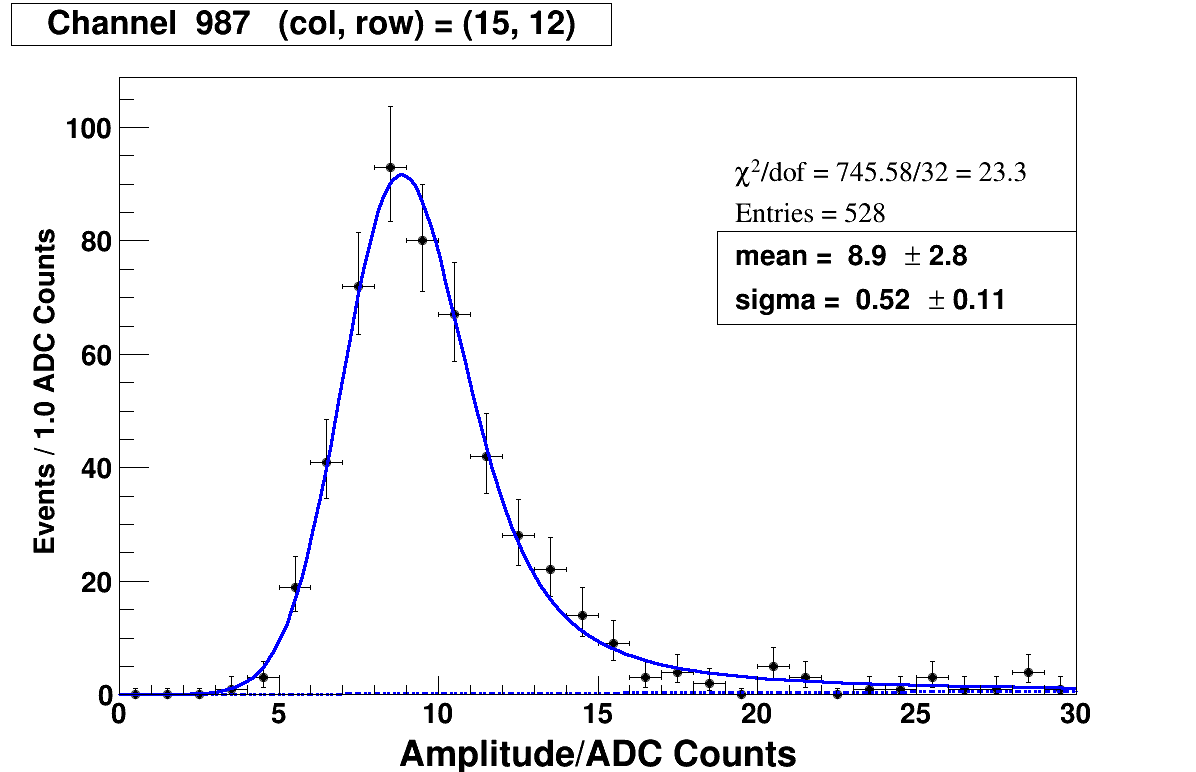 Channel 987 (col, row) = (15, 12)
100
80
60
40
20
0
Events / 1.0 ADC Counts
χ²/dof = 745.58/32 = 23.3
Entries = 528
mean = 8.9 ± 2.8
sigma = 0.52 ± 0.11
0 5 10 15 20 25 30
Amplitude/ADC Counts